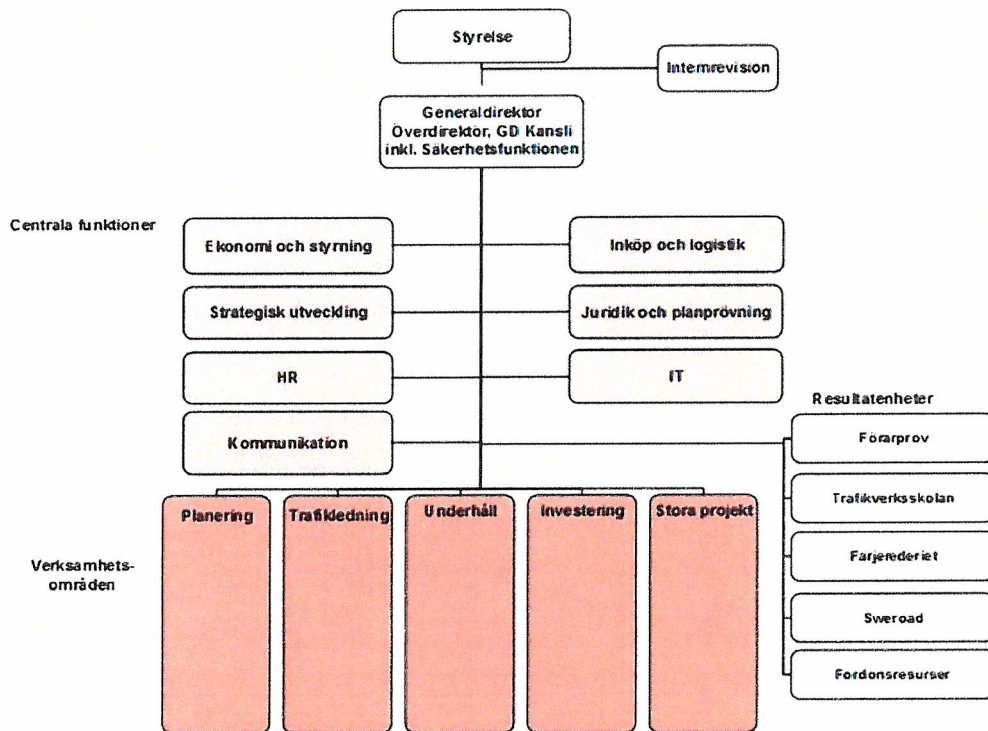 Styrelse
Internrevision
Generaldirektör
Överdirektör, GD Kansli
inkl. Säkerhetsfunktionen
Centrala funktioner
Ekonomi och styrning
Inköp och logistik
Strategisk utveckling
Juridik och planprövning
HR
IT
Resultatenheter
Kommunikation
Förarprov
Trafikverksskolan
Färjerederiet
Sweroad
Fordonsresurser
Planering
Trafikledning
Underhåll
Investering
Stora projekt
Verksamhets-
områden